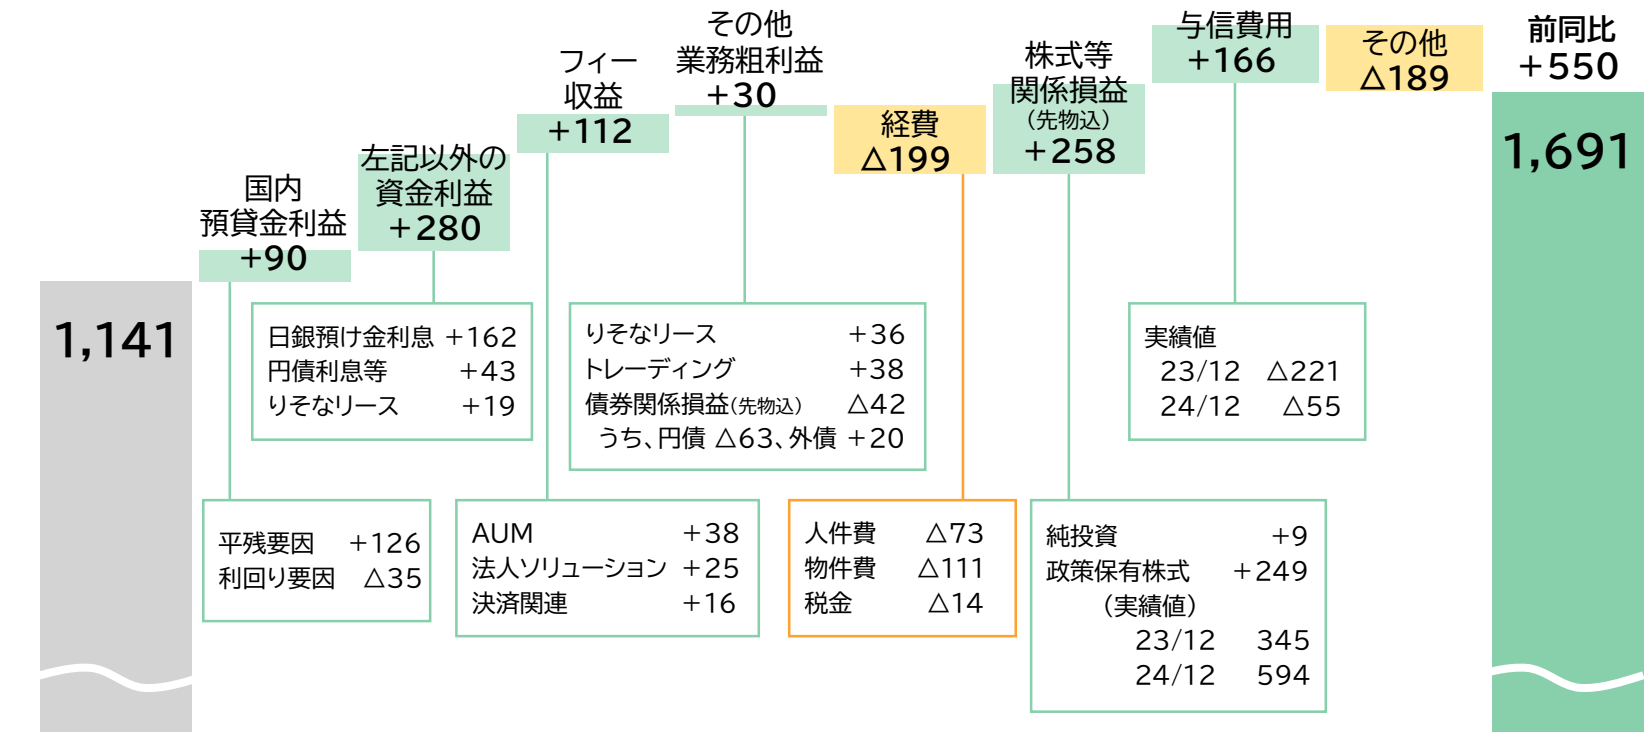 1,141
国内
預貸金利益
+90
左記以外の
資金利益
+280
フィー
収益
+112
その他
業務粗利益
+30
経費
△199
株式等
関係損益
(先物込)
+258
与信費用
+166
その他
△189
前同比
+550
1,691
日銀預け金利息 +162
円債利息等 +43
りそなリース +19
りそなリース +36
トレーディング +38
債券関係損益(先物込) △42
うち、円債 △63、外債 +20
実績値
23/12 △221
24/12 △55
平残要因 +126
利回り要因 △35
AUM +38
法人ソリューション +25
決済関連 +16
人件費 △73
物件費 △111
税金 △14
純投資 +9
政策保有株式 +249
(実績値)
23/12 345
24/12 594